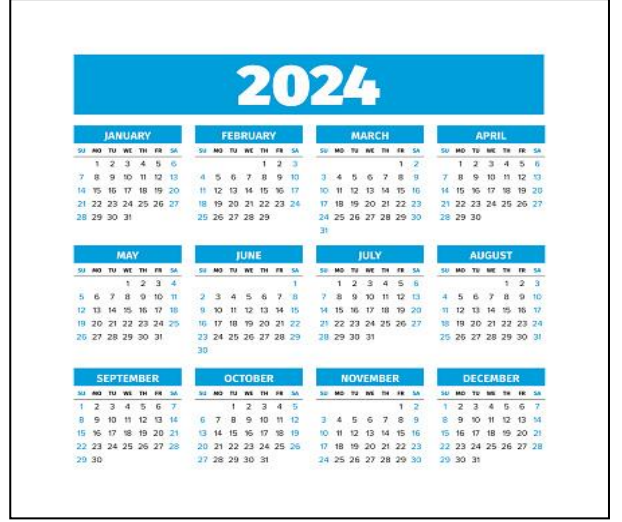 2024
JANUARY
SU MO TU WE TH FR SA
1 2 3 4 5 6
7 8 9 10 11 12 13
14 15 16 17 18 19 20
21 22 23 24 25 26 27
28 29 30 31
FEBRUARY
SU MO TU WE TH FR SA
1 2 3
4 5 6 7 8 9 10
11 12 13 14 15 16 17
18 19 20 21 22 23 24
25 26 27 28 29
MARCH
SU MO TU WE TH FR SA
1 2
3 4 5 6 7 8 9
10 11 12 13 14 15 16
17 18 19 20 21 22 23
24 25 26 27 28 29 30
31
APRIL
SU MO TU WE TH FR SA
1 2 3 4 5 6
7 8 9 10 11 12 13
14 15 16 17 18 19 20
21 22 23 24 25 26 27
28 29 30
MAY
SU MO TU WE TH FR SA
1 2 3 4
5 6 7 8 9 10 11
12 13 14 15 16 17 18
19 20 21 22 23 24 25
26 27 28 29 30 31
JUNE
SU MO TU WE TH FR SA
1
2 3 4 5 6 7 8
9 10 11 12 13 14 15
16 17 18 19 20 21 22
23 24 25 26 27 28 29
30
JULY
SU MO TU WE TH FR SA
1 2 3 4 5 6
7 8 9 10 11 12 13
14 15 16 17 18 19 20
21 22 23 24 25 26 27
28 29 30 31
AUGUST
SU MO TU WE TH FR SA
1 2 3
4 5 6 7 8 9 10
11 12 13 14 15 16 17
18 19 20 21 22 23 24
25 26 27 28 29 30 31
SEPTEMBER
SU MO TU WE TH FR SA
1 2 3 4 5 6 7
8 9 10 11 12 13 14
15 16 17 18 19 20 21
22 23 24 25 26 27 28
29 30
OCTOBER
SU MO TU WE TH FR SA
1 2 3 4 5
6 7 8 9 10 11 12
13 14 15 16 17 18 19
20 21 22 23 24 25 26
27 28 29 30 31
NOVEMBER
SU MO TU WE TH FR SA
1 2
3 4 5 6 7 8 9
10 11 12 13 14 15 16
17 18 19 20 21 22 23
24 25 26 27 28 29 30
DECEMBER
SU MO TU WE TH FR SA
1 2 3 4 5 6 7
8 9 10 11 12 13 14
15 16 17 18 19 20 21
22 23 24 25 26 27 28
29 30 31